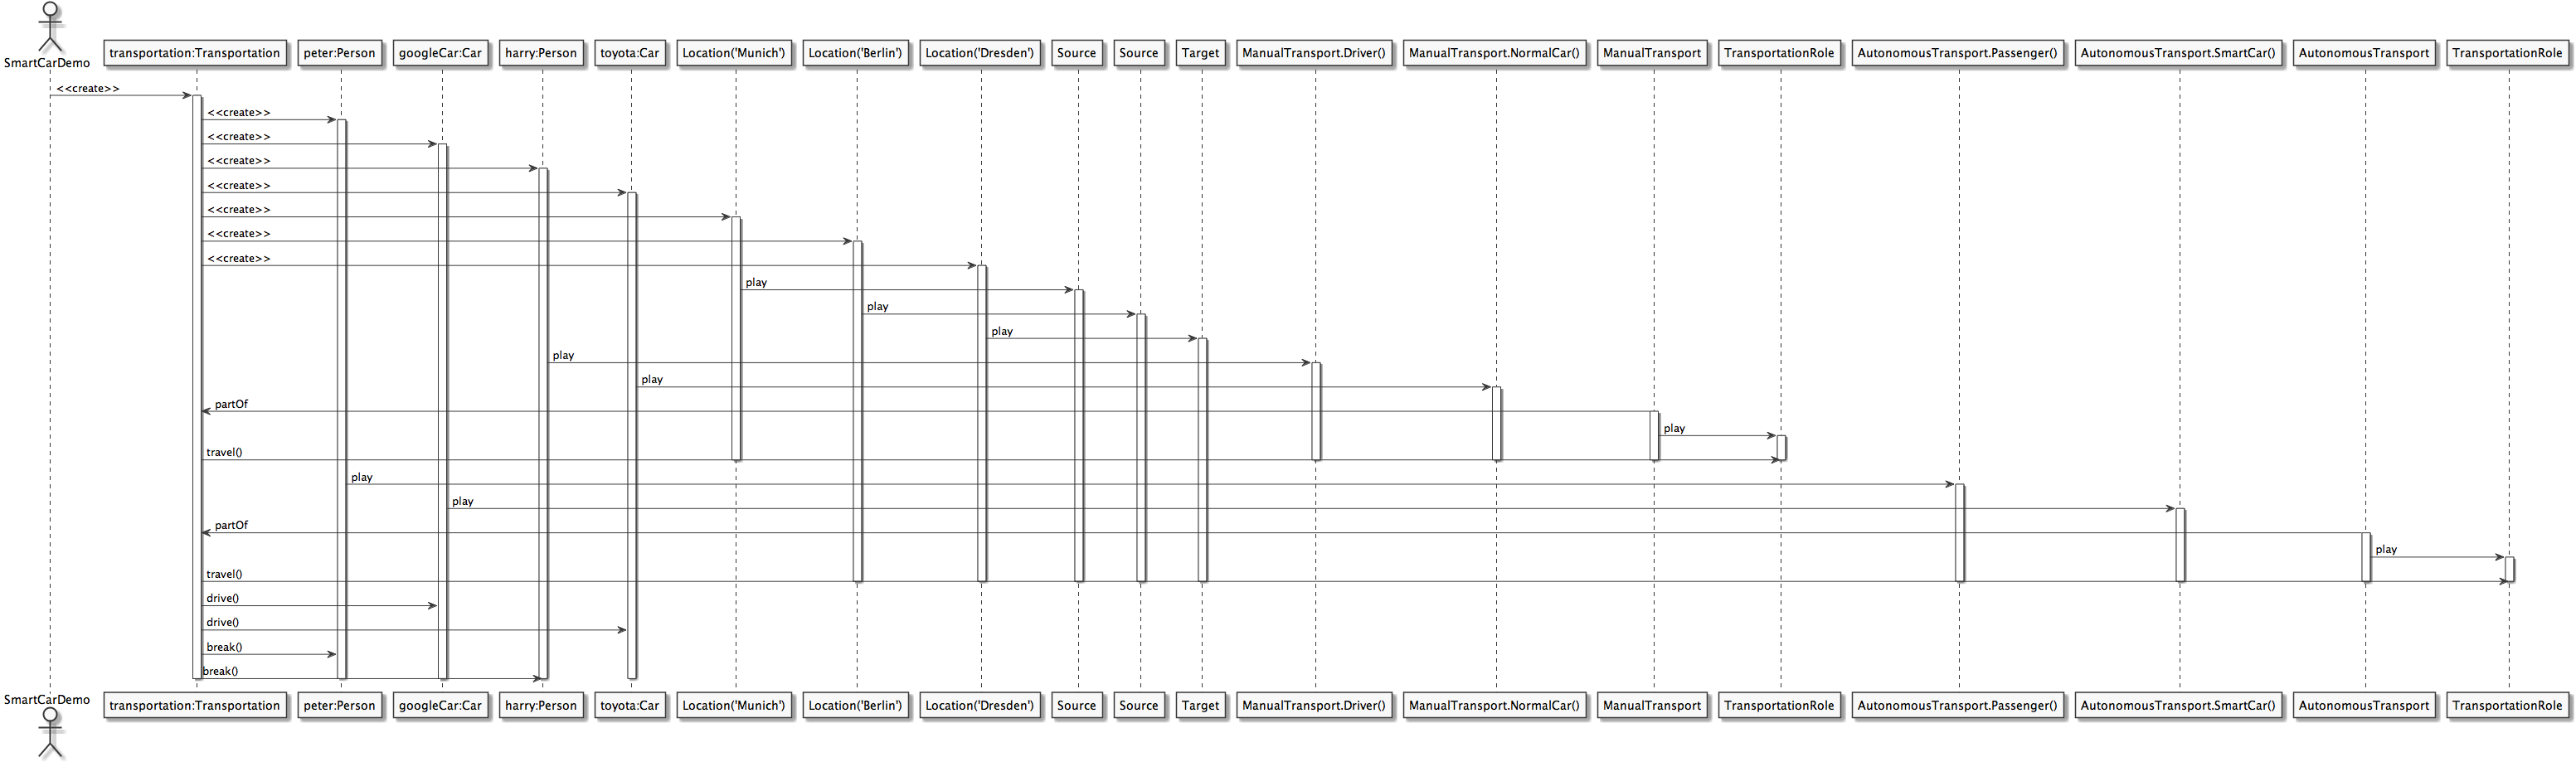 SmartCarDemo
transportation:Transportation
peter:Person
googleCar:Car
harry:Person
toyota:Car
Location('Munich')
Location('Berlin')
Location('Dresden')
Source
Source
Target
ManualTransport.Driver()
ManualTransport.NormalCar()
ManualTransport
TransportationRole
AutonomousTransport.Passenger()
AutonomousTransport.SmartCar()
AutonomousTransport
TransportationRole
<<create>>
<<create>>
<<create>>
<<create>>
<<create>>
<<create>>
<<create>>
<<create>>
play
play
play
play
play
partOf
play
travel()
play
play
partOf
play
travel()
drive()
drive()
break()
break()
SmartCarDemo
transportation:Transportation
peter:Person
googleCar:Car
harry:Person
toyota:Car
Location('Munich')
Location('Berlin')
Location('Dresden')
Source
Source
Target
ManualTransport.Driver()
ManualTransport.NormalCar()
ManualTransport
TransportationRole
AutonomousTransport.Passenger()
AutonomousTransport.SmartCar()
AutonomousTransport
TransportationRole